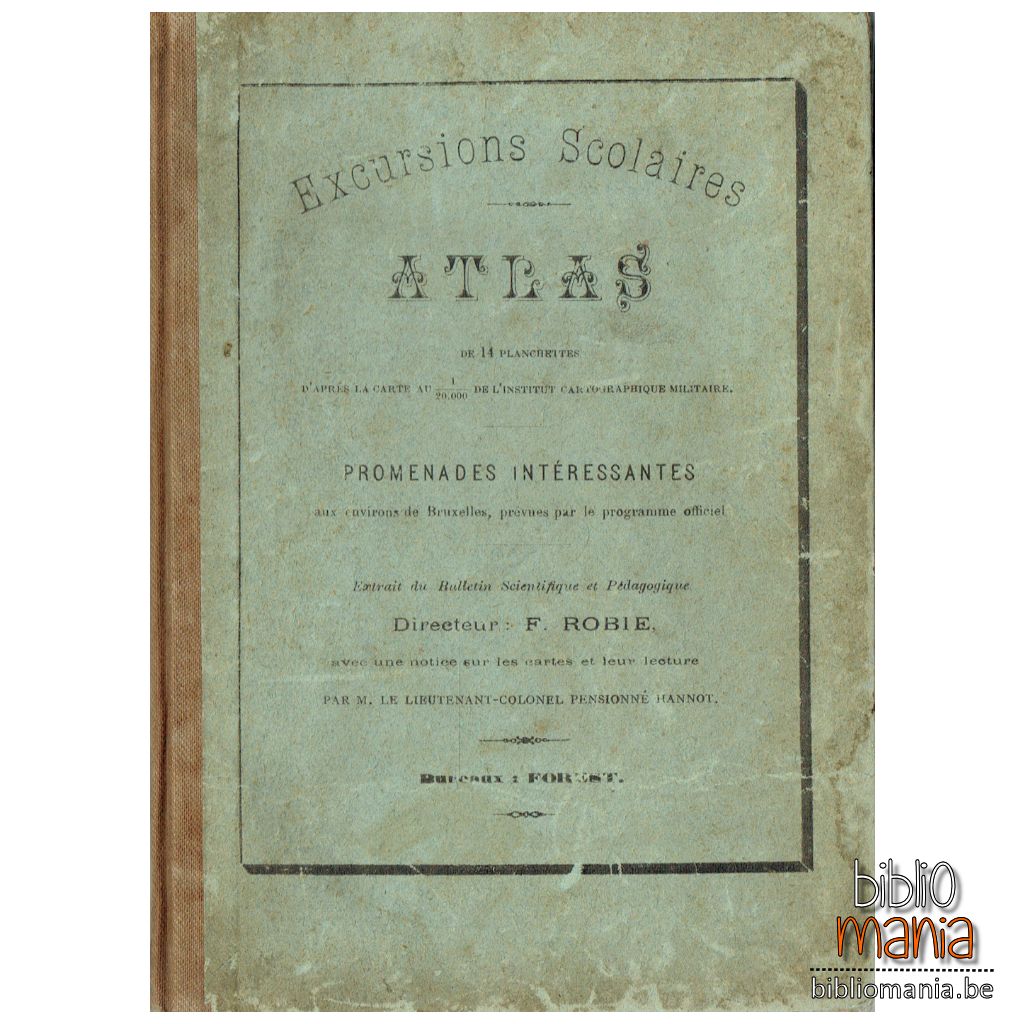 Excursions Scolaires
ATLAS
DE 14 PLANCHETTES
D'APRÈS LA CARTE AU 1/20.000 DE L'INSTITUT CARTOGRAPHIQUE MILITAIRE.
PROMENADES INTÉRESSANTES
aux environs de Bruxelles, prévues par le programme officiel
Extrait du Bulletin Scientifique et Pédagogique
Directeur : F. ROBIE,
avec une notice sur les cartes et leur lecture
PAR M. LE LIEUTENANT-COLONEL PENSIONNÉ HANNOT.
Bureaux : FOREST.
bibliO
mania
bibliomania.be